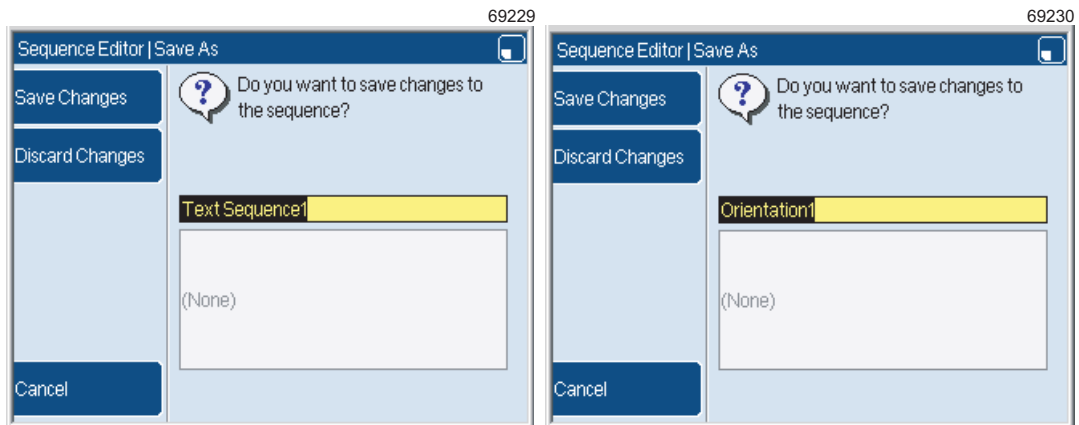 69229
Sequence Editor | Save As
Save Changes
Do you want to save changes to
the sequence?
Discard Changes
Text Sequence1
(None)
Cancel
69230
Sequence Editor | Save As
Save Changes
Do you want to save changes to
the sequence?
Discard Changes
Orientation1
(None)
Cancel